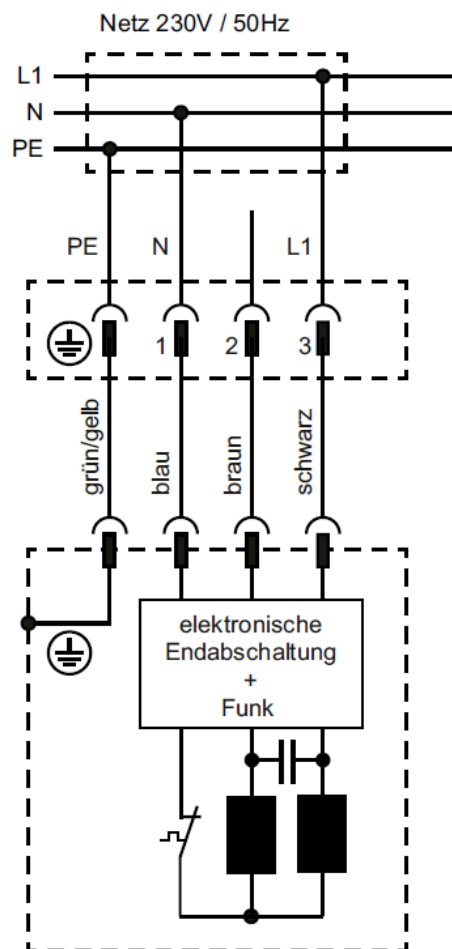 Netz 230V / 50Hz
L1
N
PE
PE N L1
1 2 3
grün/gelb
blau
braun
schwarz
elektronische
Endabschaltung
+
Funk